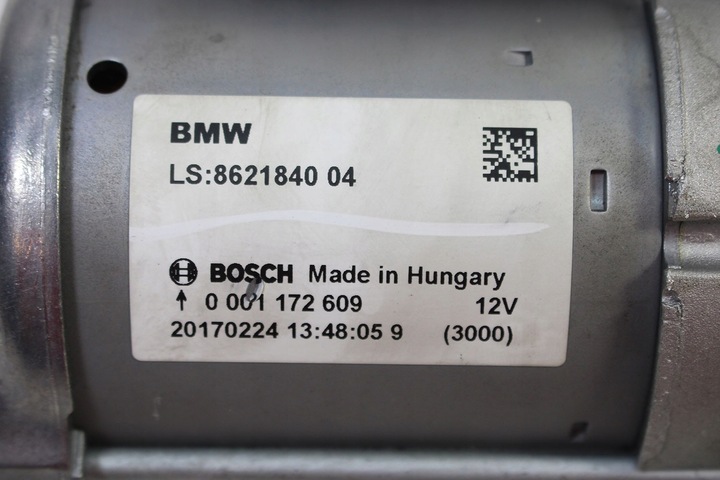 BMW
LS:8621840 04
BOSCH Made in Hungary
↑ 0 001 172 609 12V
20170224 13:48:05 9 (3000)